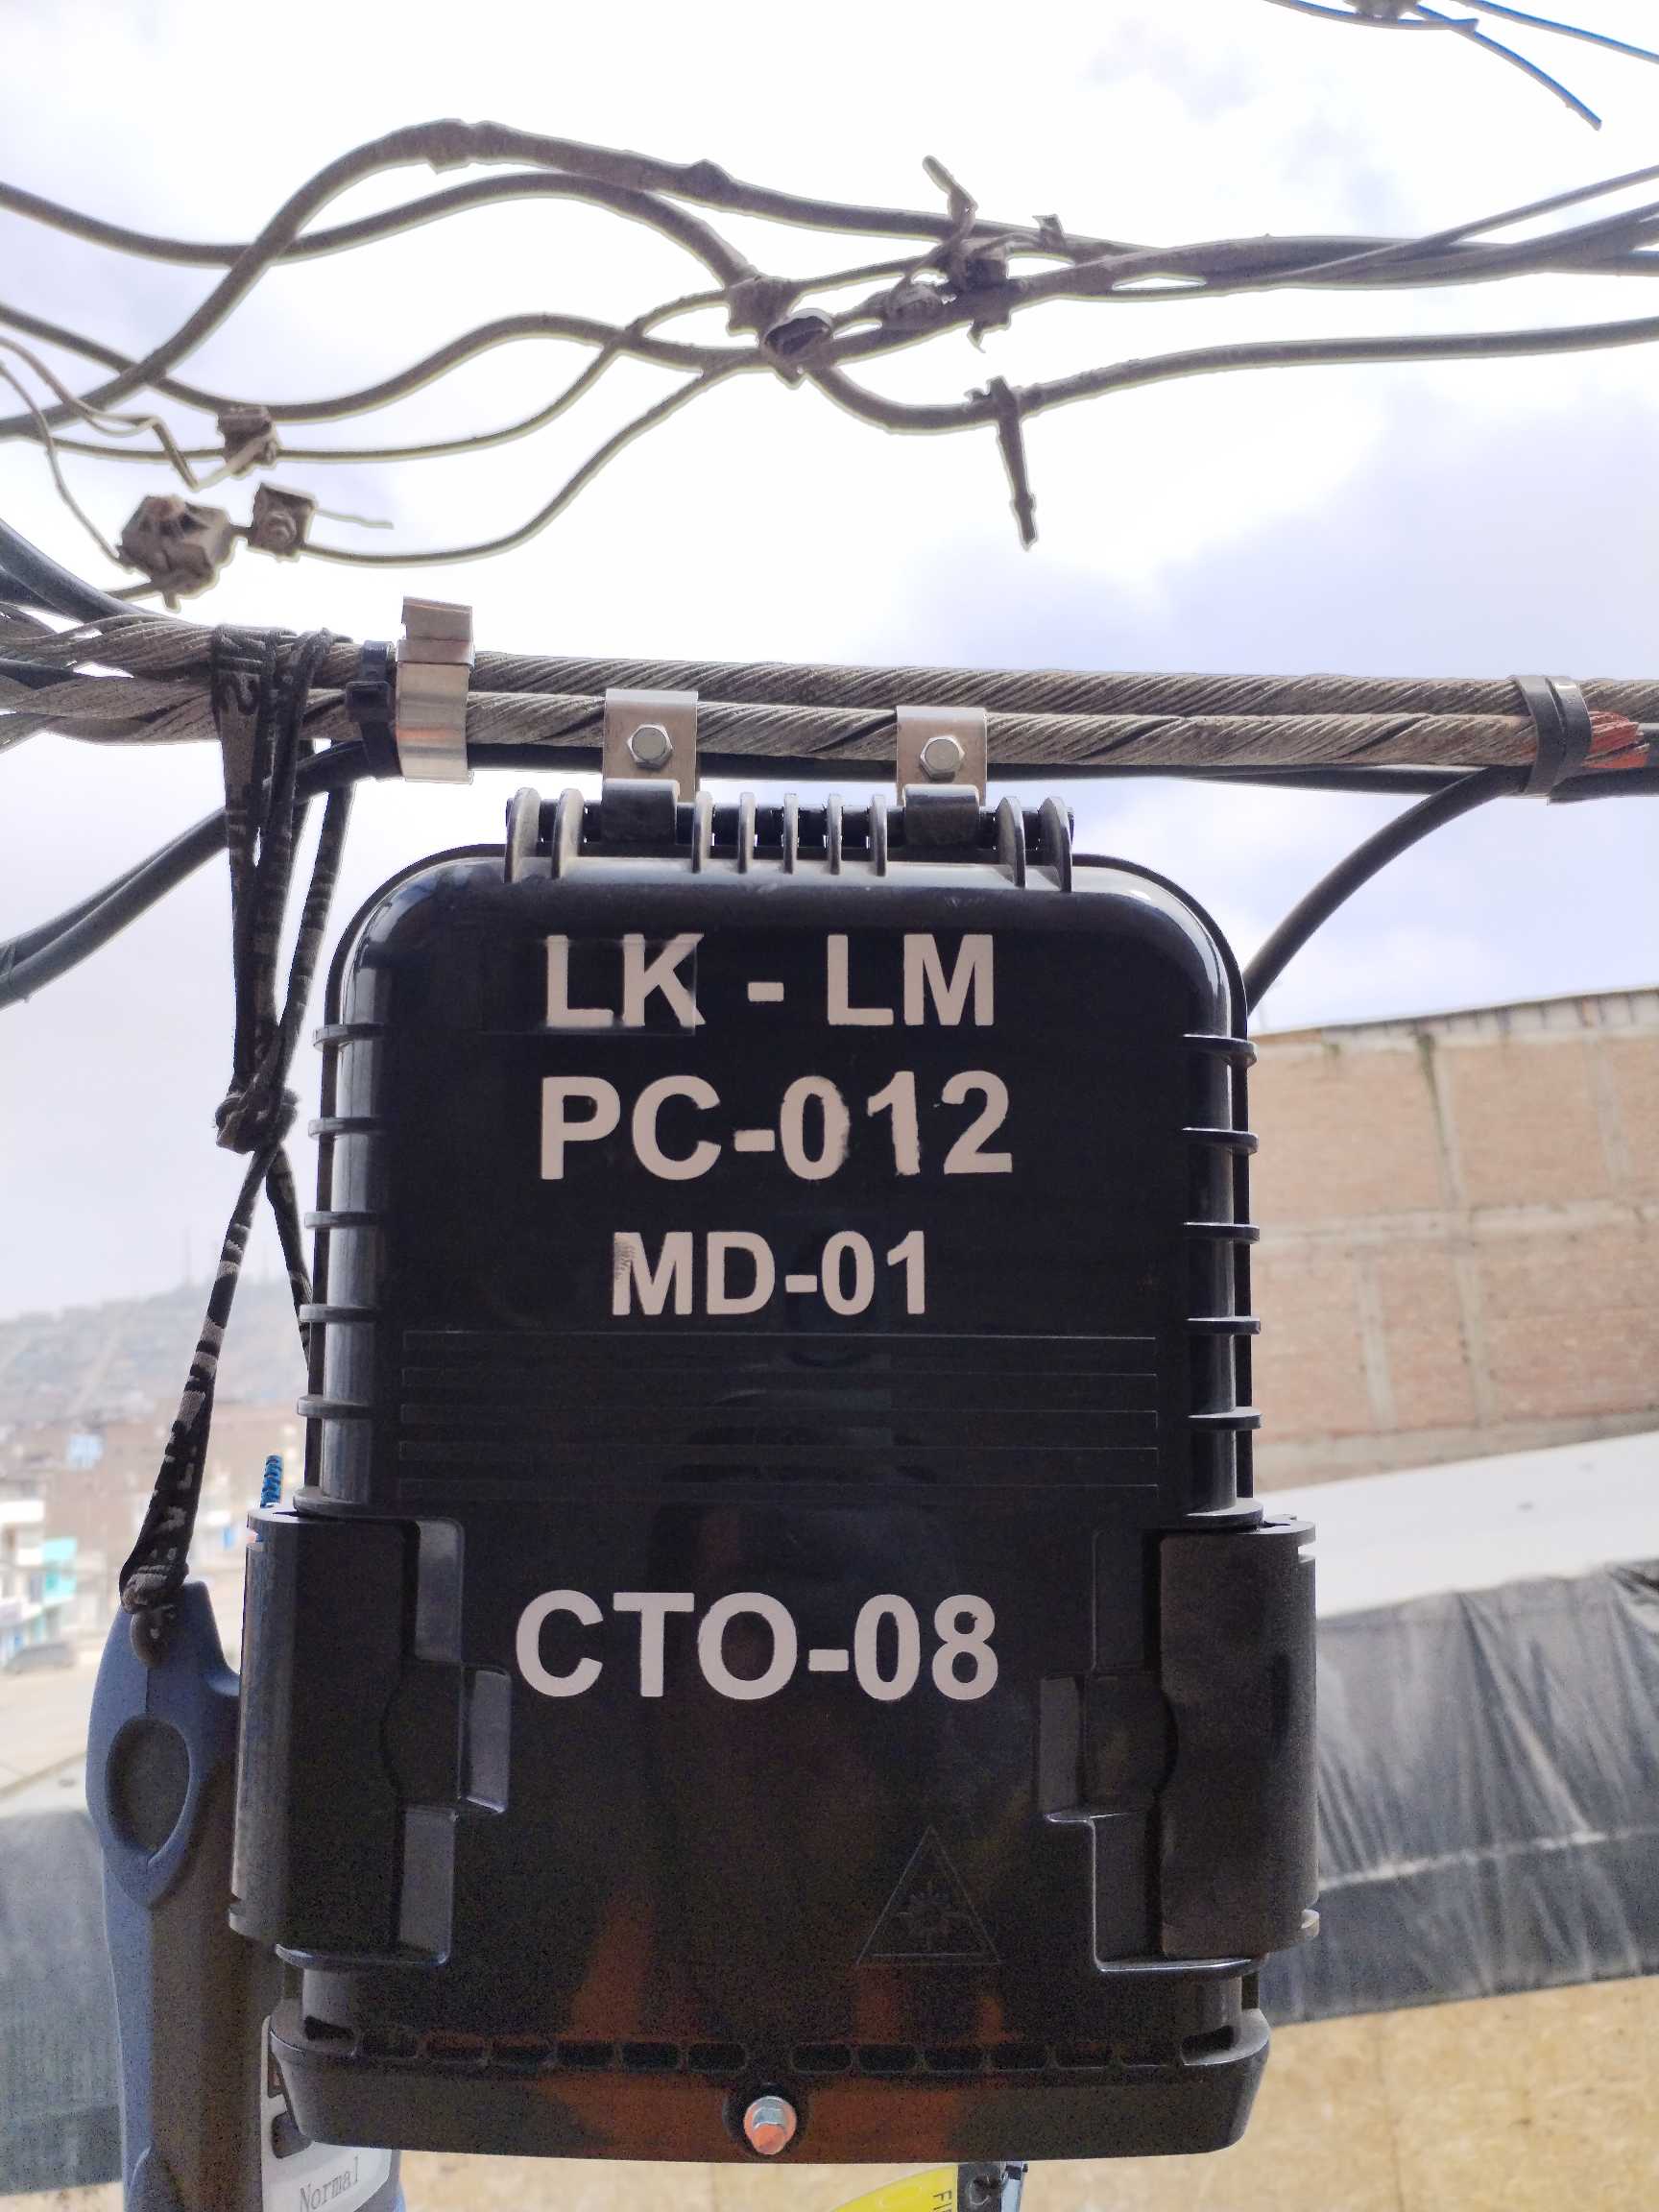 LK - LM
PC-012
MD-01
CTO-08
Normal